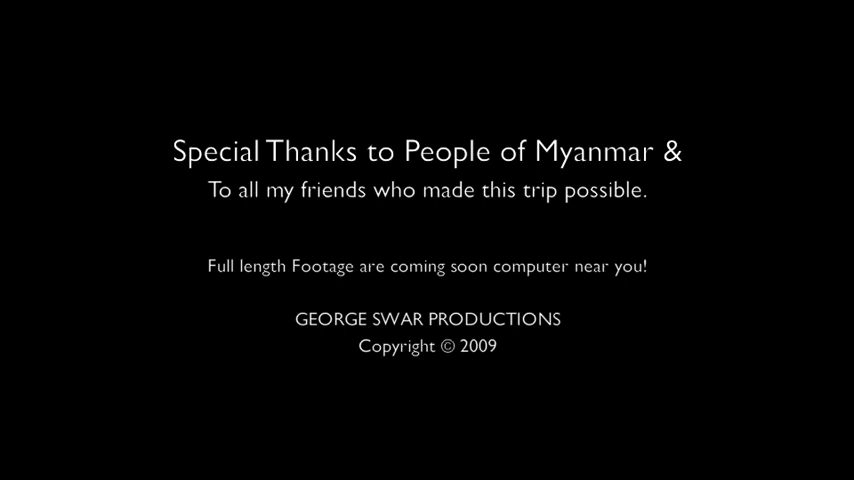 Special Thanks to People of Myanmar &
To all my friends who made this trip possible.
Full length Footage are coming soon computer near you!
GEORGE SWAR PRODUCTIONS
Copyright © 2009